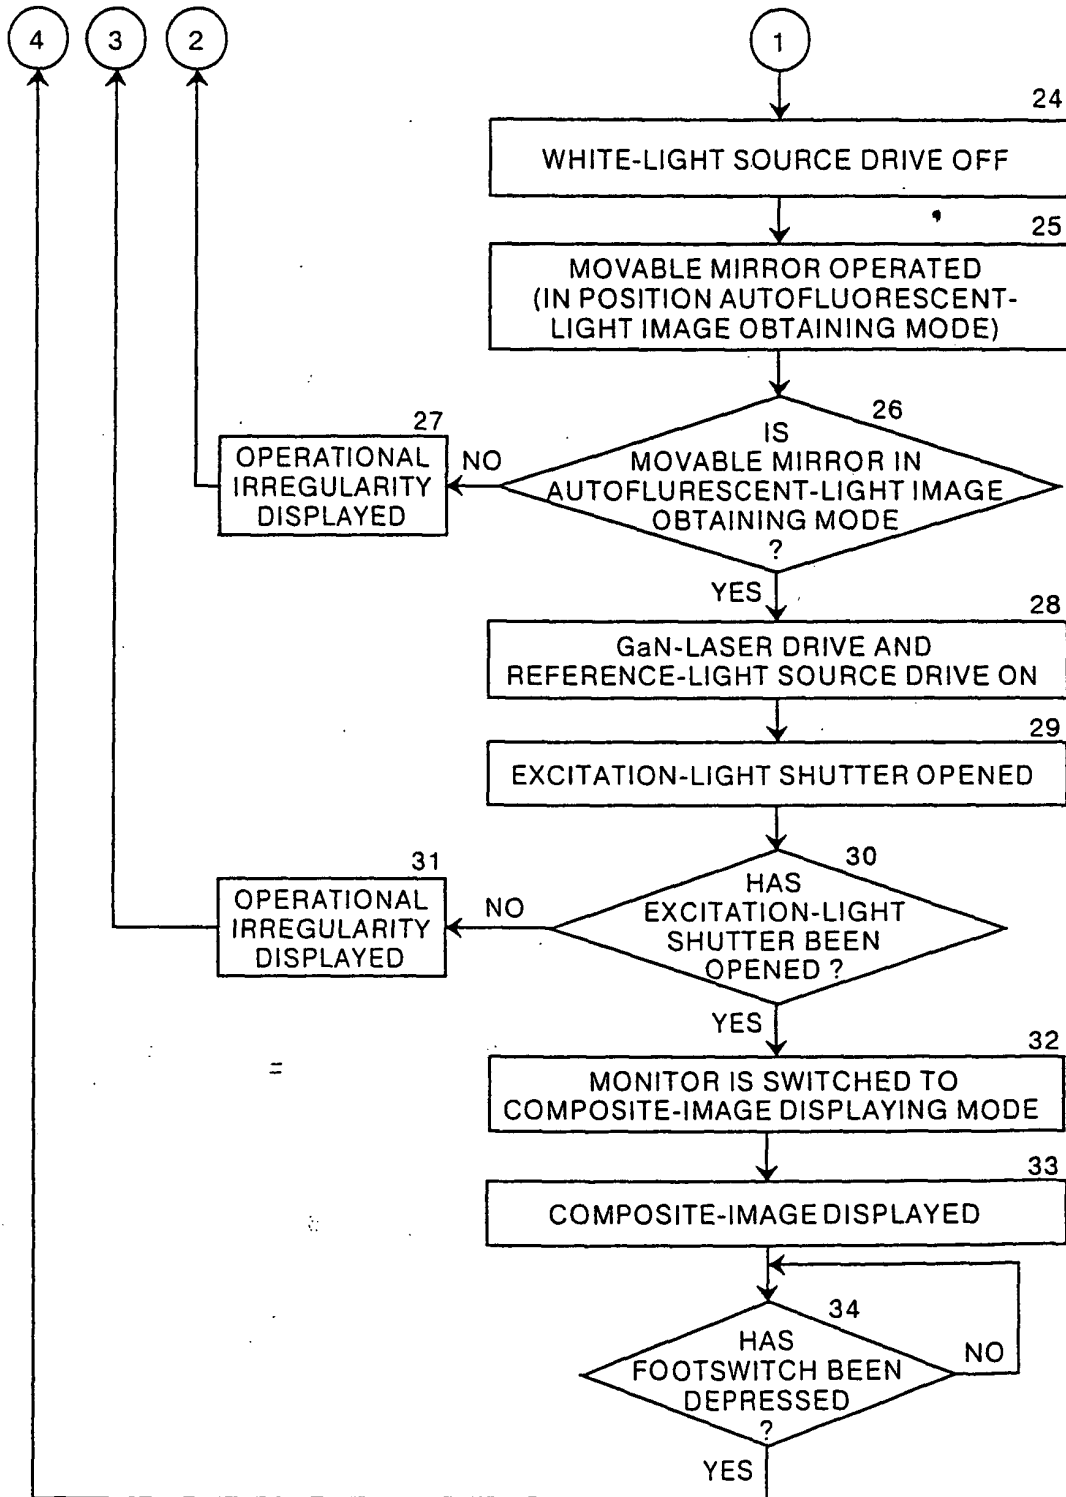 4
3
2
1
24
WHITE-LIGHT SOURCE DRIVE OFF
25
MOVABLE MIRROR OPERATED
(IN POSITION AUTOFLUORESCENT-
LIGHT IMAGE OBTAINING MODE)
26
IS
MOVABLE MIRROR IN
AUTOFLURESCENT-LIGHT IMAGE
OBTAINING MODE
?
NO
27
OPERATIONAL
IRREGULARITY
DISPLAYED
YES
28
GaN-LASER DRIVE AND
REFERENCE-LIGHT SOURCE DRIVE ON
29
EXCITATION-LIGHT SHUTTER OPENED
30
HAS
EXCITATION-LIGHT
SHUTTER BEEN
OPENED ?
NO
31
OPERATIONAL
IRREGULARITY
DISPLAYED
YES
32
MONITOR IS SWITCHED TO
COMPOSITE-IMAGE DISPLAYING MODE
33
COMPOSITE-IMAGE DISPLAYED
34
HAS
FOOTSWITCH BEEN
DEPRESSED
?
NO
YES